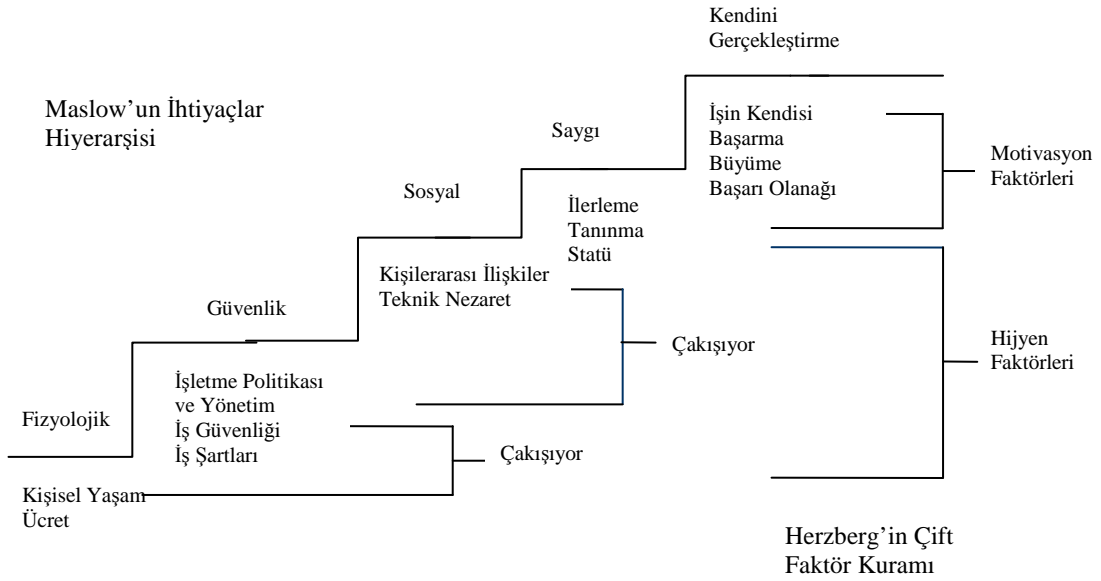 Kendini
Gerçekleştirme
Maslow’un İhtiyaçlar
Hiyerarşisi
Saygı
İşin Kendisi
Başarma
Büyüme
Başarı Olanağı
Motivasyon
Faktörleri
Sosyal
İlerleme
Tanınma
Statü
Kişilerarası İlişkiler
Teknik Nezaret
Güvenlik
Çakışıyor
Hijyen
Faktörleri
İşletme Politikası
ve Yönetim
İş Güvenliği
İş Şartları
Fizyolojik
Çakışıyor
Kişisel Yaşam
Ücret
Herzberg’in Çift
Faktör Kuramı